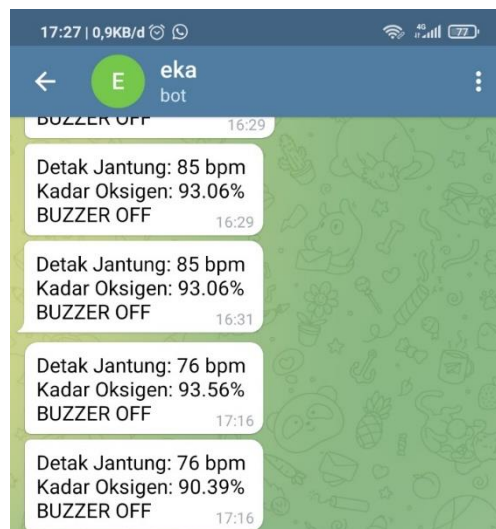 17:27 | 0,9KB/d
4G
77
E
eka
bot
BUZZER OFF
16:29
Detak Jantung: 85 bpm
Kadar Oksigen: 93.06%
BUZZER OFF
16:29
Detak Jantung: 85 bpm
Kadar Oksigen: 93.06%
BUZZER OFF
16:31
Detak Jantung: 76 bpm
Kadar Oksigen: 93.56%
BUZZER OFF
17:16
Detak Jantung: 76 bpm
Kadar Oksigen: 90.39%
BUZZER OFF
17:16